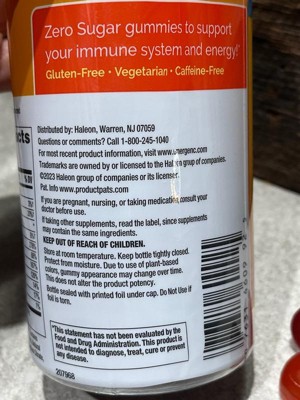 Zero Sugar gummies to support
your immune system and energy!*
Gluten-Free • Vegetarian • Caffeine-Free
cts
Distributed by: Haleon, Warren, NJ 07059
Questions or comments? Call 1-800-245-1040
For most recent product information, visit www.emergenc.com
Trademarks are owned by or licensed to the Haleon group of companies.
©2023 Haleon group of companies or its licensor.
Pat. Info www.productpats.com
If you are pregnant, nursing, or taking medication, consult your
doctor before use.
If taking other supplements, read the label, since supplements
may contain the same ingredients.
KEEP OUT OF REACH OF CHILDREN.
Store at room temperature. Keep bottle tightly closed.
Protect from moisture. Due to use of plant-based
colors, gummy appearance may change over time.
This does not alter the product potency.
Bottle sealed with printed foil under cap. Do Not Use if
foil is torn.
*This statement has not been evaluated by the
Food and Drug Administration. This product is
not intended to diagnose, treat, cure or prevent
any disease.
207968